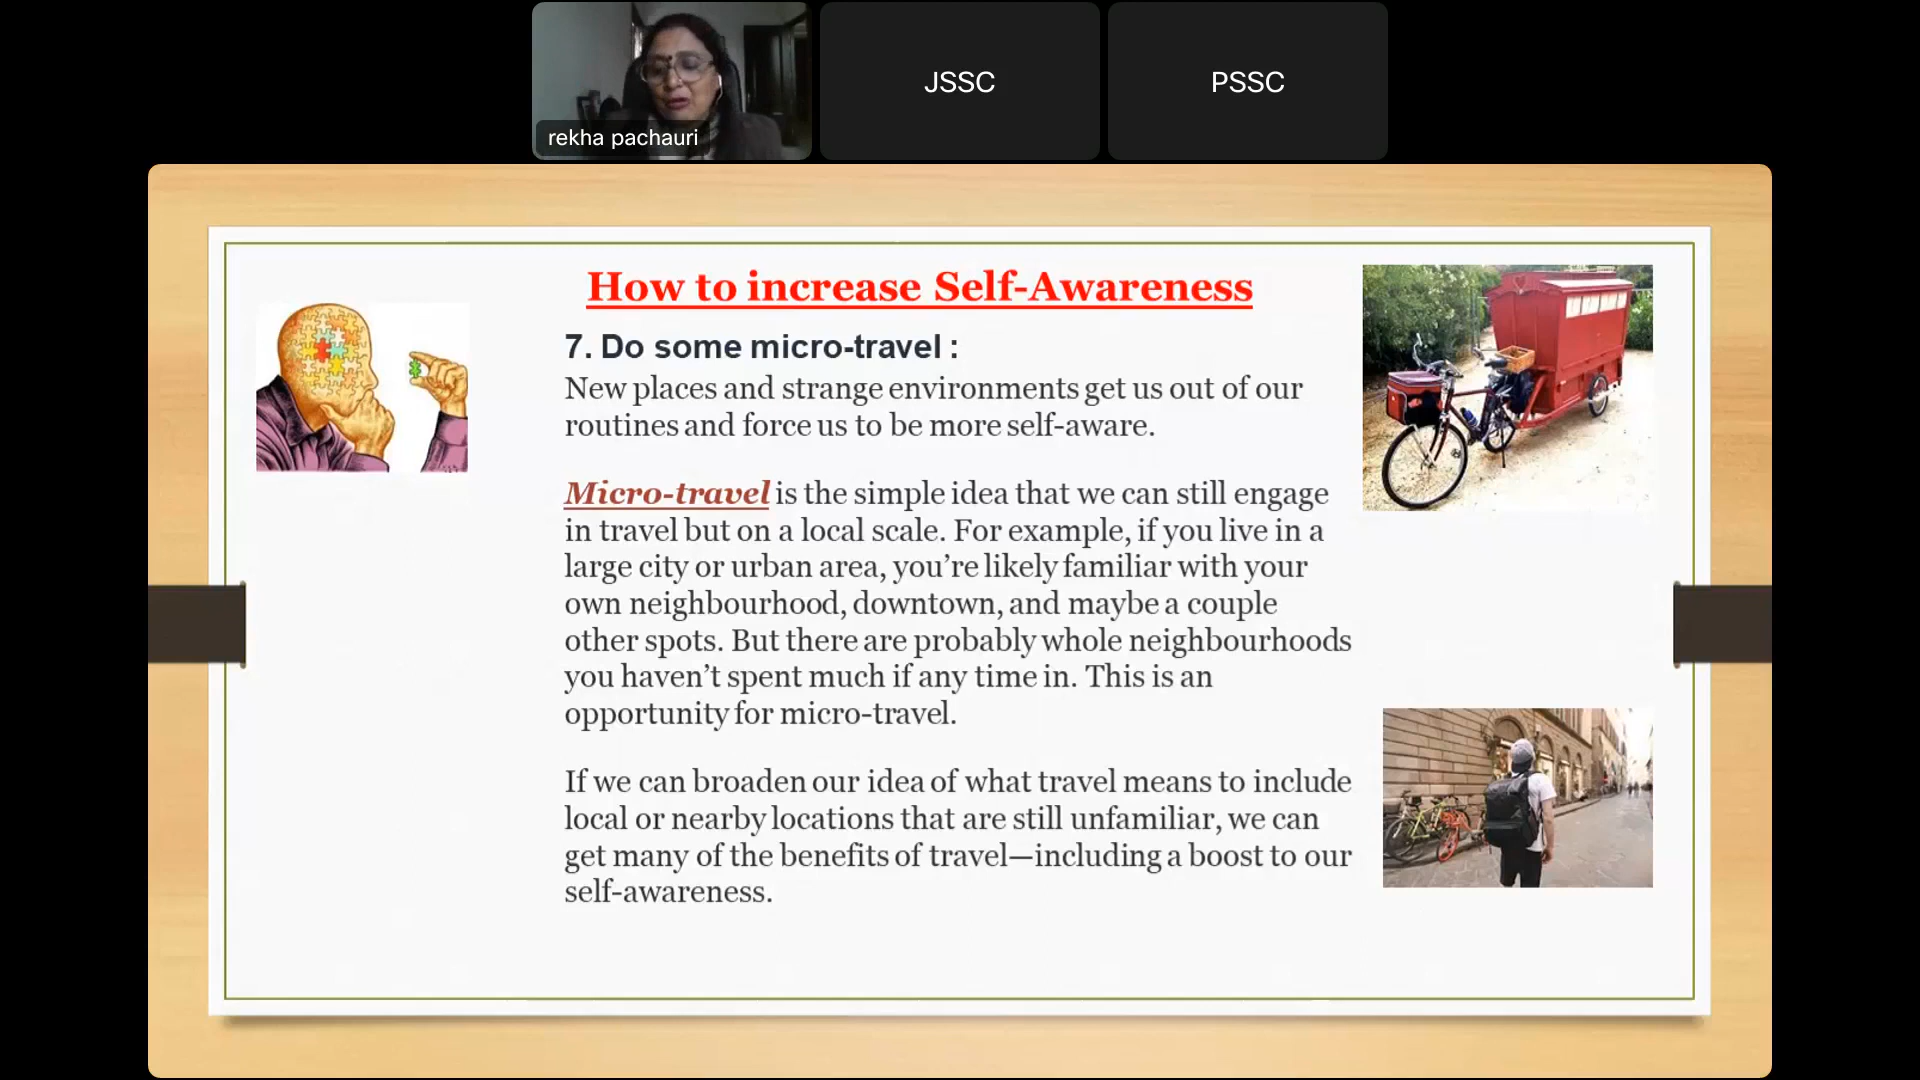 JSSC
PSSC
rekha pachauri
How to increase Self-Awareness
7. Do some micro-travel :
New places and strange environments get us out of our
routines and force us to be more self-aware.
Micro-travel is the simple idea that we can still engage
in travel but on a local scale. For example, if you live in a
large city or urban area, you’re likely familiar with your
own neighbourhood, downtown, and maybe a couple
other spots. But there are probably whole neighbourhoods
you haven’t spent much if any time in. This is an
opportunity for micro-travel.
If we can broaden our idea of what travel means to include
local or nearby locations that are still unfamiliar, we can
get many of the benefits of travel—including a boost to our
self-awareness.